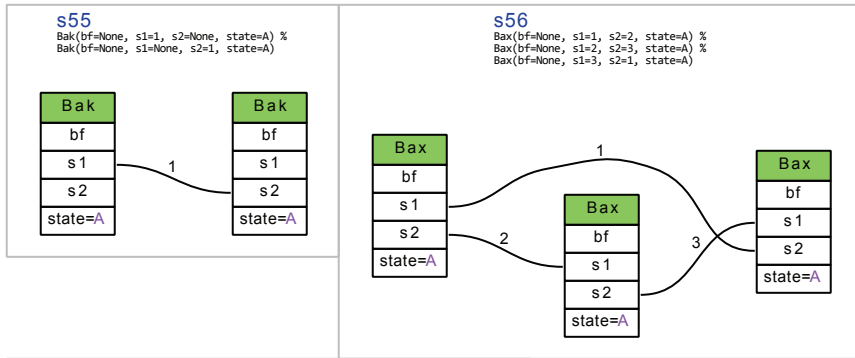 s55
Bak(bf=None, s1=1, s2=None, state=A) %
Bak(bf=None, s1=None, s2=1, state=A)
Bak
bf
s1
s2
state=A
1
Bak
bf
s1
s2
state=A
s56
Bax(bf=None, s1=1, s2=2, state=A) %
Bax(bf=None, s1=2, s2=3, state=A) %
Bax(bf=None, s1=3, s2=1, state=A)
Bax
bf
s1
s2
state=A
1
2
Bax
bf
s1
s2
state=A
3
Bax
bf
s1
s2
state=A